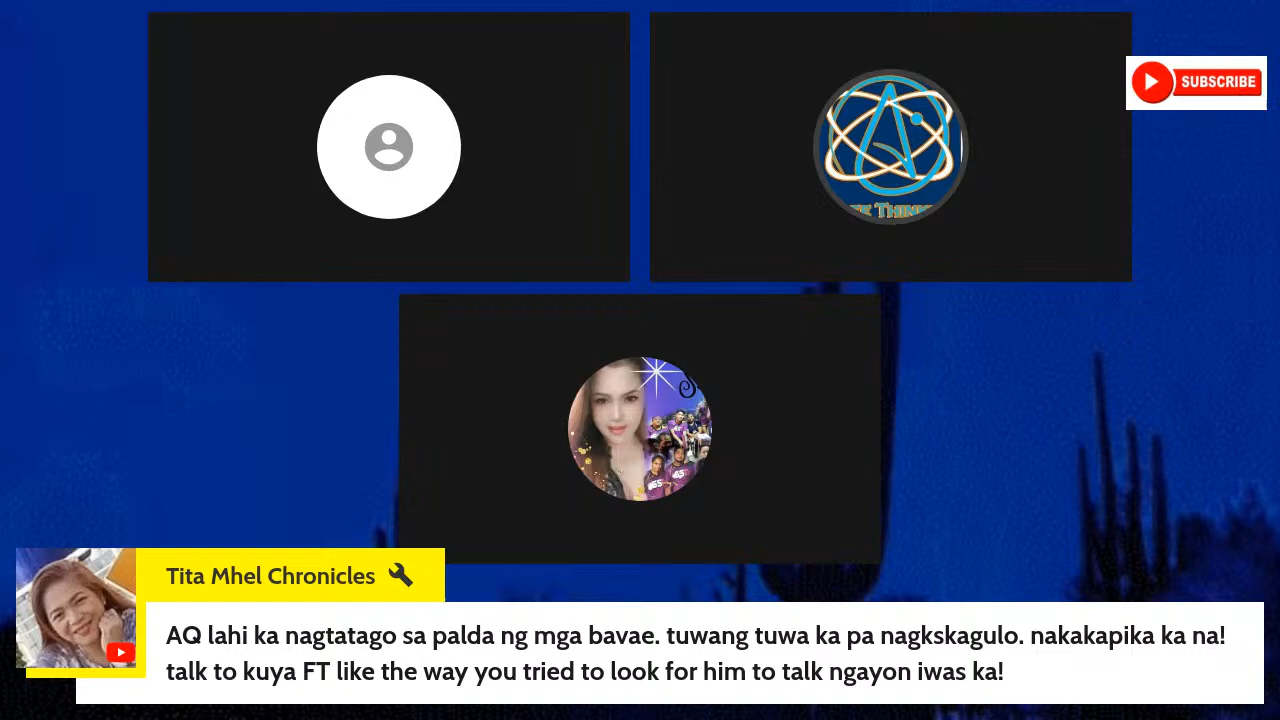 SUBSCRIBE
THIN
965
Tita Mhel Chronicles
AQ lahi ka nagtatago sa palda ng mga bavae. tuwang tuwa ka pa nagkskagulo. nakakapika ka na!
talk to kuya FT like the way you tried to look for him to talk ngayon iwas ka!